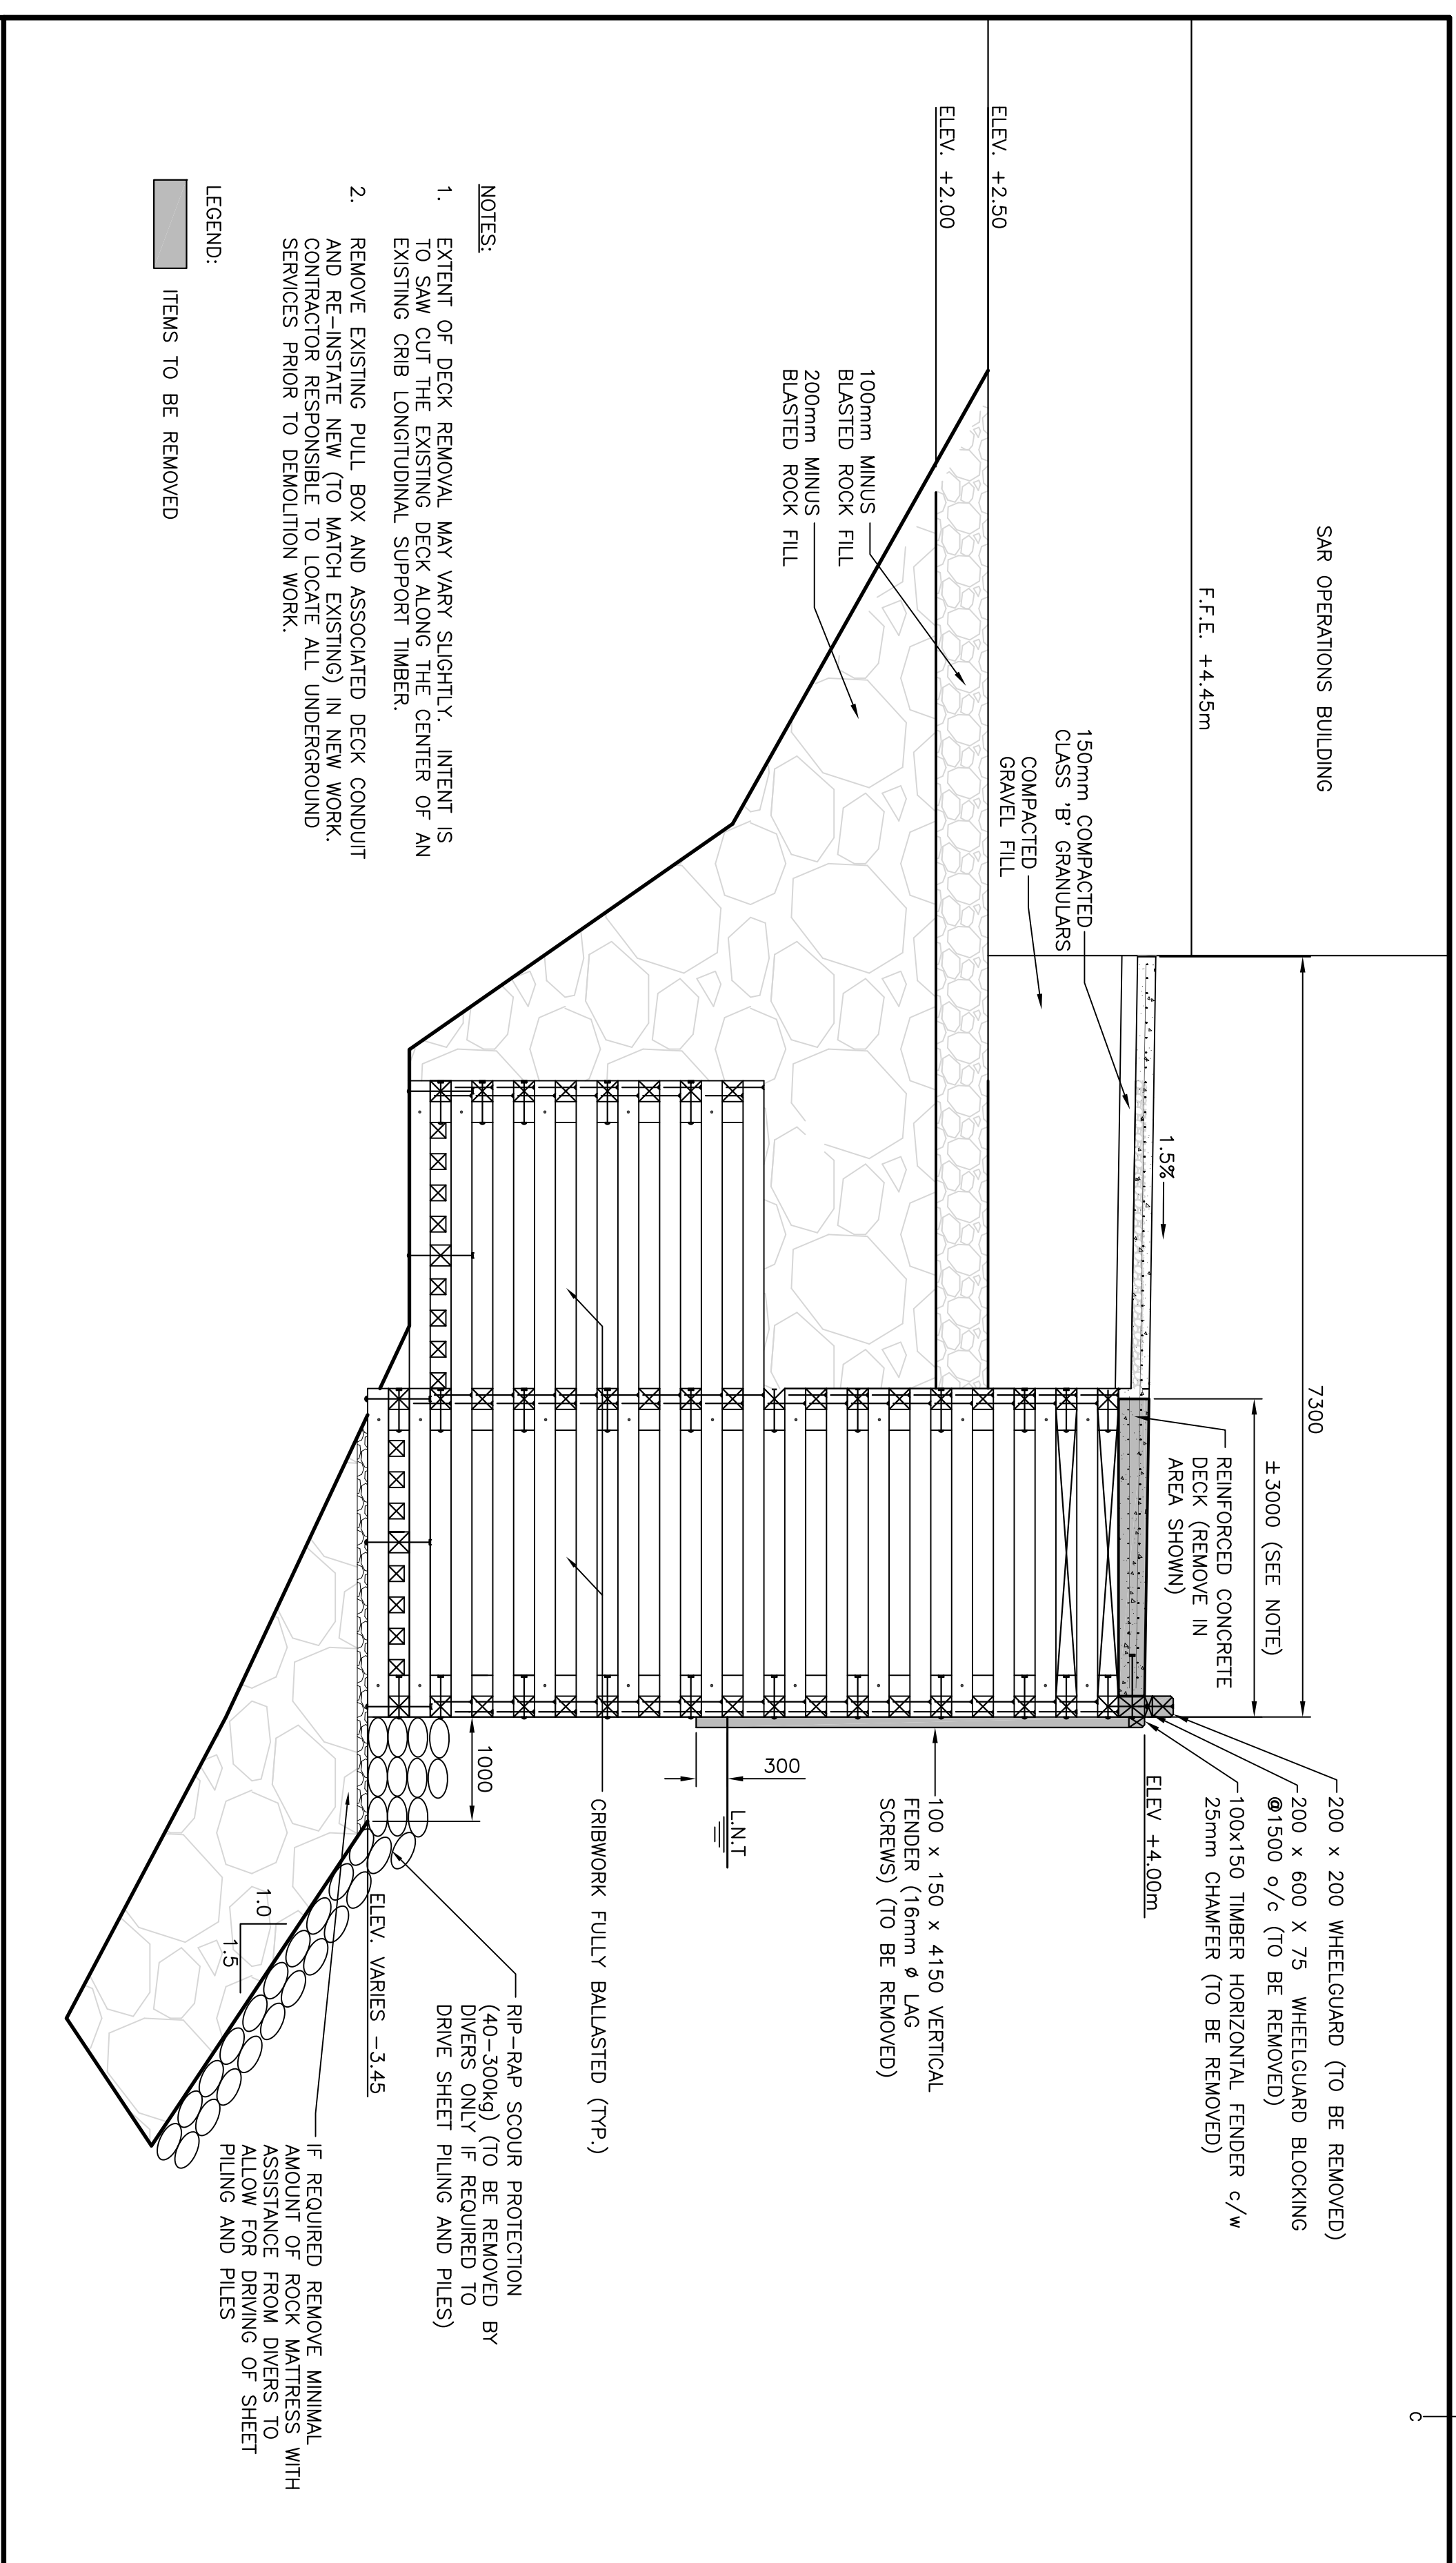 SAR OPERATIONS BUILDING
F.F.E. +4.45m
ELEV. +2.50
ELEV. +2.00
150mm COMPACTED
CLASS 'B' GRANULARS
COMPACTED
GRAVEL FILL
100mm MINUS
BLASTED ROCK FILL
200mm MINUS
BLASTED ROCK FILL
7300
±3000 (SEE NOTE)
1.5%
REINFORCED CONCRETE
DECK (REMOVE IN
AREA SHOWN)
200 x 200 WHEELGUARD (TO BE REMOVED)
200 x 600 X 75 WHEELGUARD BLOCKING
@1500 o/c (TO BE REMOVED)
100x150 TIMBER HORIZONTAL FENDER c/w
25mm CHAMFER (TO BE REMOVED)
ELEV +4.00m
100 x 150 x 4150 VERTICAL
FENDER (16mm ø LAG
SCREWS) (TO BE REMOVED)
300
L.N.T
CRIBWORK FULLY BALLASTED (TYP.)
1000
RIP-RAP SCOUR PROTECTION
(40-300kg) (TO BE REMOVED BY
DIVERS ONLY IF REQUIRED TO
DRIVE SHEET PILING AND PILES)
ELEV. VARIES -3.45
1.0
1.5
IF REQUIRED REMOVE MINIMAL
AMOUNT OF ROCK MATTRESS WITH
ASSISTANCE FROM DIVERS TO
ALLOW FOR DRIVING OF SHEET
PILING AND PILES
NOTES:
1. EXTENT OF DECK REMOVAL MAY VARY SLIGHTLY. INTENT IS
TO SAW CUT THE EXISTING DECK ALONG THE CENTER OF AN
EXISTING CRIB LONGITUDINAL SUPPORT TIMBER.
2. REMOVE EXISTING PULL BOX AND ASSOCIATED DECK CONDUIT
AND RE-INSTATE NEW (TO MATCH EXISTING) IN NEW WORK.
CONTRACTOR RESPONSIBLE TO LOCATE ALL UNDERGROUND
SERVICES PRIOR TO DEMOLITION WORK.
LEGEND:
ITEMS TO BE REMOVED
C